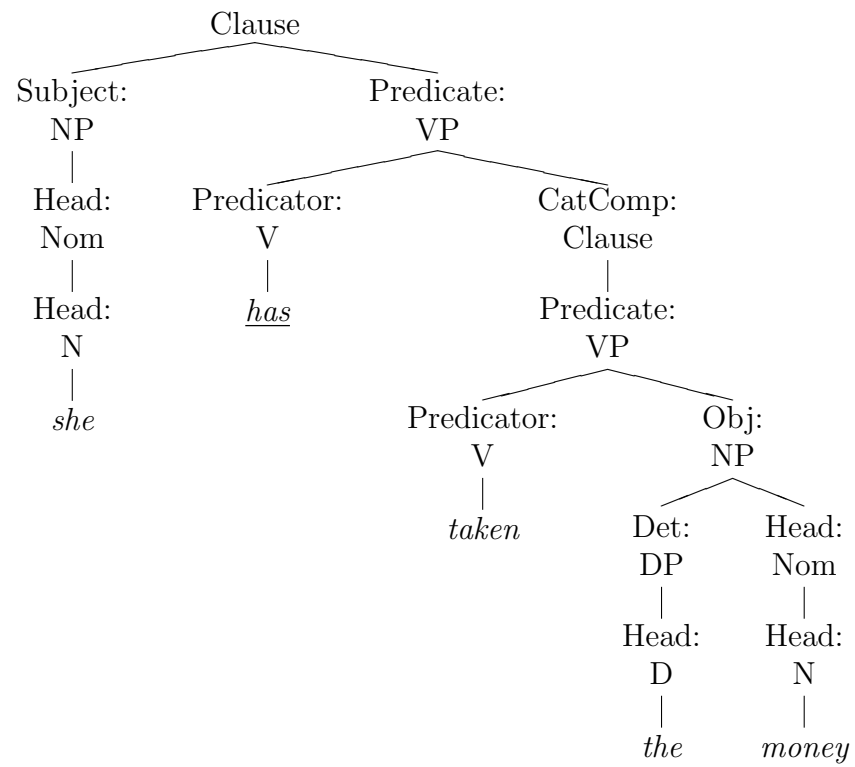 Clause
Subject: Predicate:
NP VP
Head: Predicator: CatComp:
Nom V Clause
Head: has Predicate:
N VP
she Predicator: Obj:
V NP
taken Det: Head:
DP Nom
Head: Head:
D N
the money